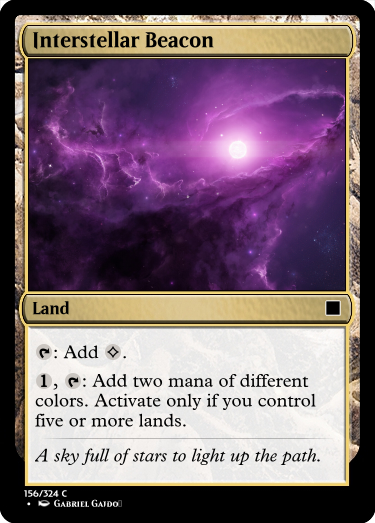 Interstellar Beacon
Land
: Add .
1, : Add two mana of different
colors. Activate only if you control
five or more lands.
A sky full of stars to light up the path.
156/324 C
• Gabriel Gajdo